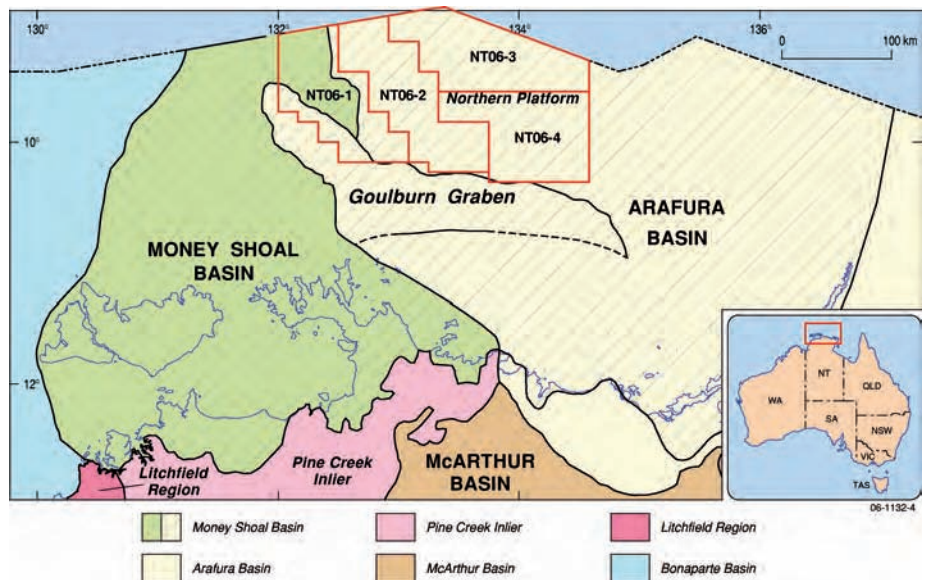 130°
132°
134°
136°
0
100 km
NT06-3
NT06-1
NT06-2
Northern Platform
10°
NT06-4
Goulburn Graben
ARAFURA
BASIN
MONEY SHOAL
BASIN
12°
NT
QLD
WA
SA
NSW
VIC
TAS
Litchfield
Region
Pine Creek
Inlier
McARTHUR
BASIN
06-1132-4
Money Shoal Basin
Pine Creek Inlier
Litchfield Region
Arafura Basin
McArthur Basin
Bonaparte Basin